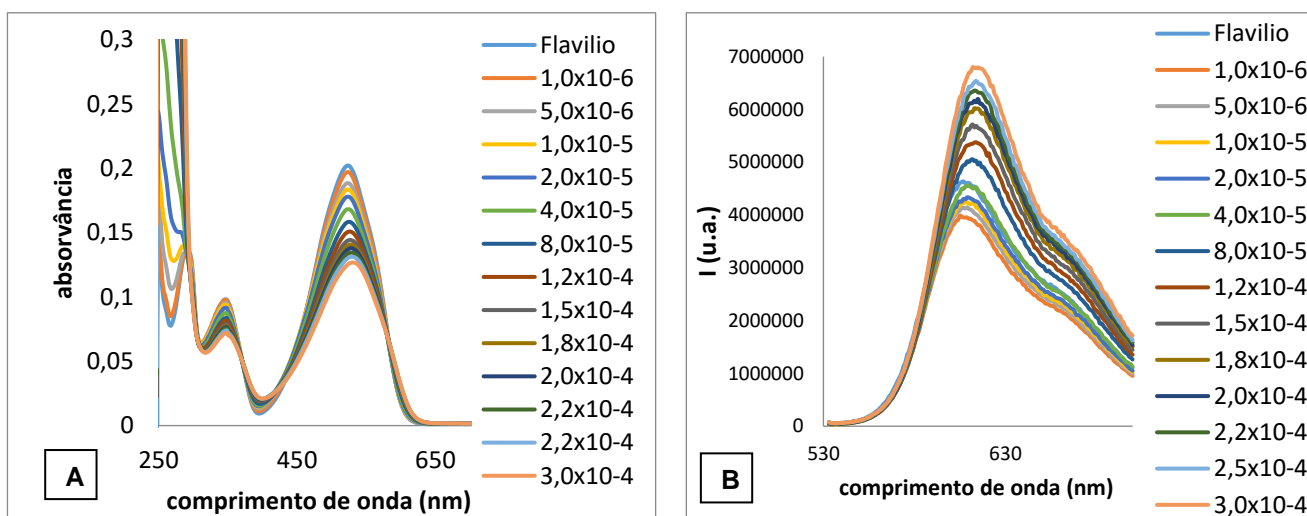 0,3
0,25
0,2
0,15
0,1
0,05
0
absorvância
250
450
650
comprimento de onda (nm)
A
Flavilio
1,0x10-6
5,0x10-6
1,0x10-5
2,0x10-5
4,0x10-5
8,0x10-5
1,2x10-4
1,5x10-4
1,8x10-4
2,0x10-4
2,2x10-4
2,2x10-4
3,0x10-4
7000000
6000000
5000000
4000000
3000000
2000000
1000000
0
I (u.a.)
530
630
comprimento de onda (nm)
B
Flavilio
1,0x10-6
5,0x10-6
1,0x10-5
2,0x10-5
4,0x10-5
8,0x10-5
1,2x10-4
1,5x10-4
1,8x10-4
2,0x10-4
2,2x10-4
2,5x10-4
3,0x10-4